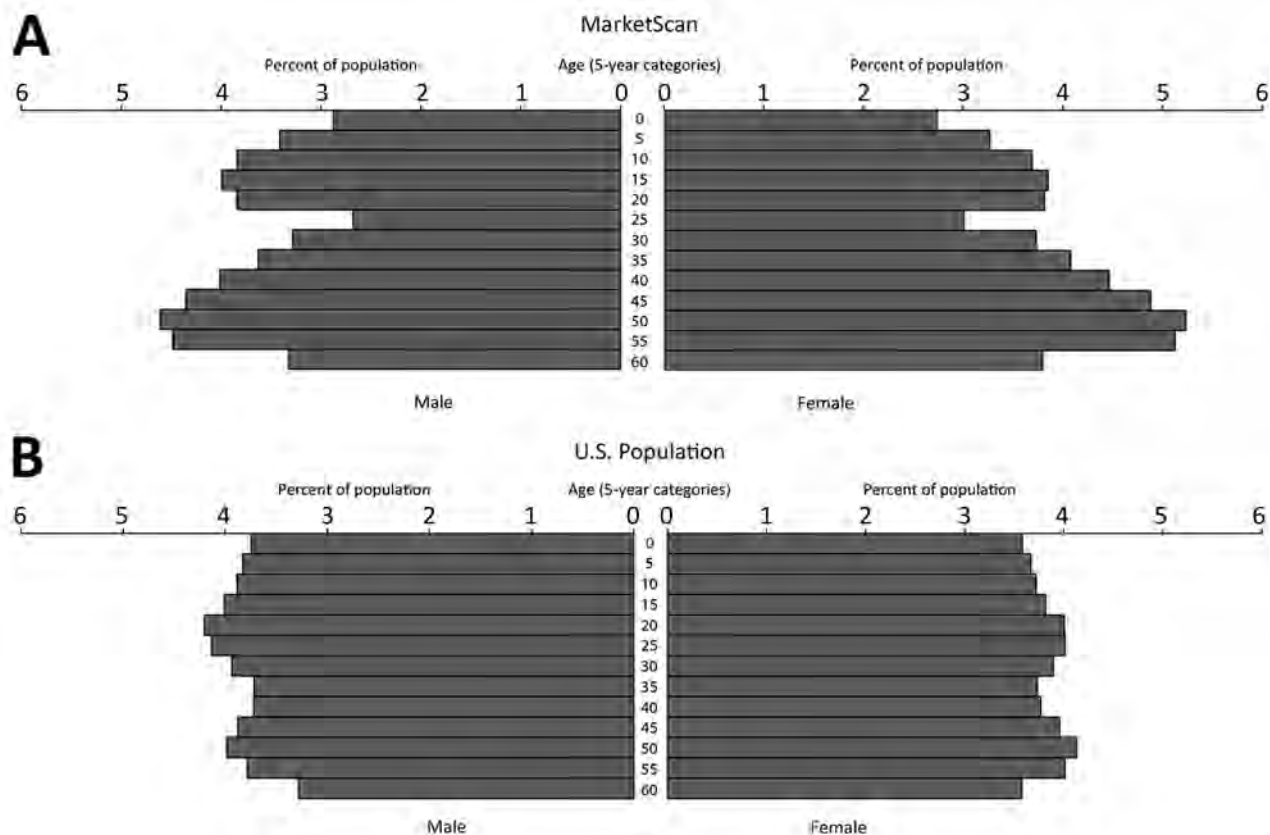 A
MarketScan
Percent of population Age (5-year categories) Percent of population
6 5 4 3 2 1 0 0 1 2 3 4 5 6
0
5
10
15
20
25
30
35
40
45
50
55
60
Male Female
B
U.S. Population
Percent of population Age (5-year categories) Percent of population
6 5 4 3 2 1 0 0 1 2 3 4 5 6
0
5
10
15
20
25
30
35
40
45
50
55
60
Male Female